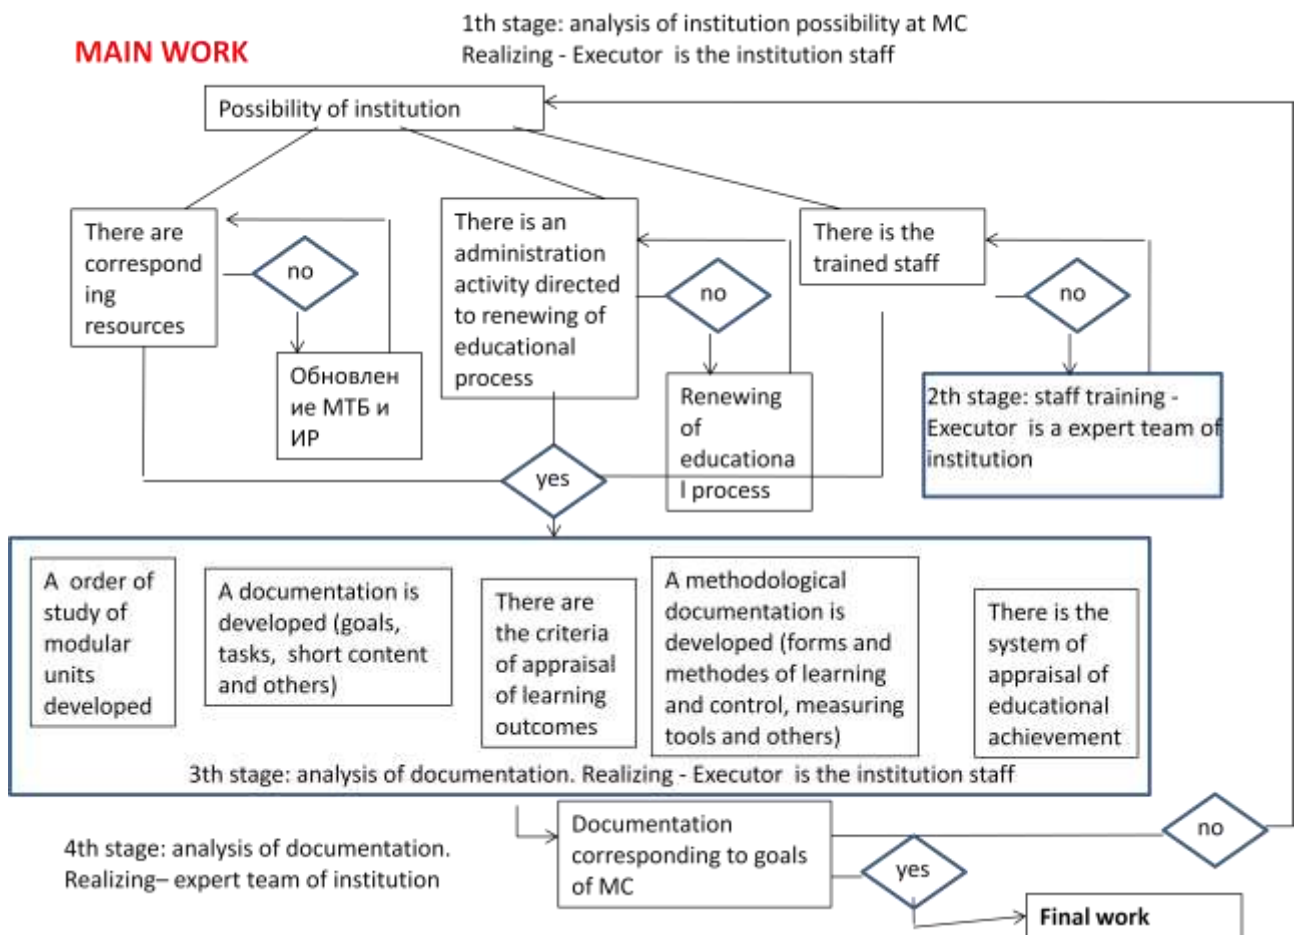 1th stage: analysis of institution possibility at MC
Realizing - Executor  is the institution staff
MAIN WORK
Possibility of institution
There are
correspond
ing
resources
no
Обновлен
ие МТБ и
ИР
There is an
administration
activity directed
to renewing of
educational
process
no
Renewing
of
educationa
l process
There is the
trained staff
no
2th stage: staff training -
Executor  is a expert team of
institution
yes
A  order of
study of
modular
units
developed
A documentation is
developed (goals,
tasks,  short content
and others)
There are
the criteria
of appraisal
of learning
outcomes
A methodological
documentation is
developed (forms and
methodes of learning
and control, measuring
tools and others)
There is the
system of
appraisal of
educational
achievement
3th stage: analysis of documentation. Realizing - Executor  is the institution staff
4th stage: analysis of documentation.
Realizing– expert team of institution
Documentation
corresponding to goals
of MC
no
yes
Final work